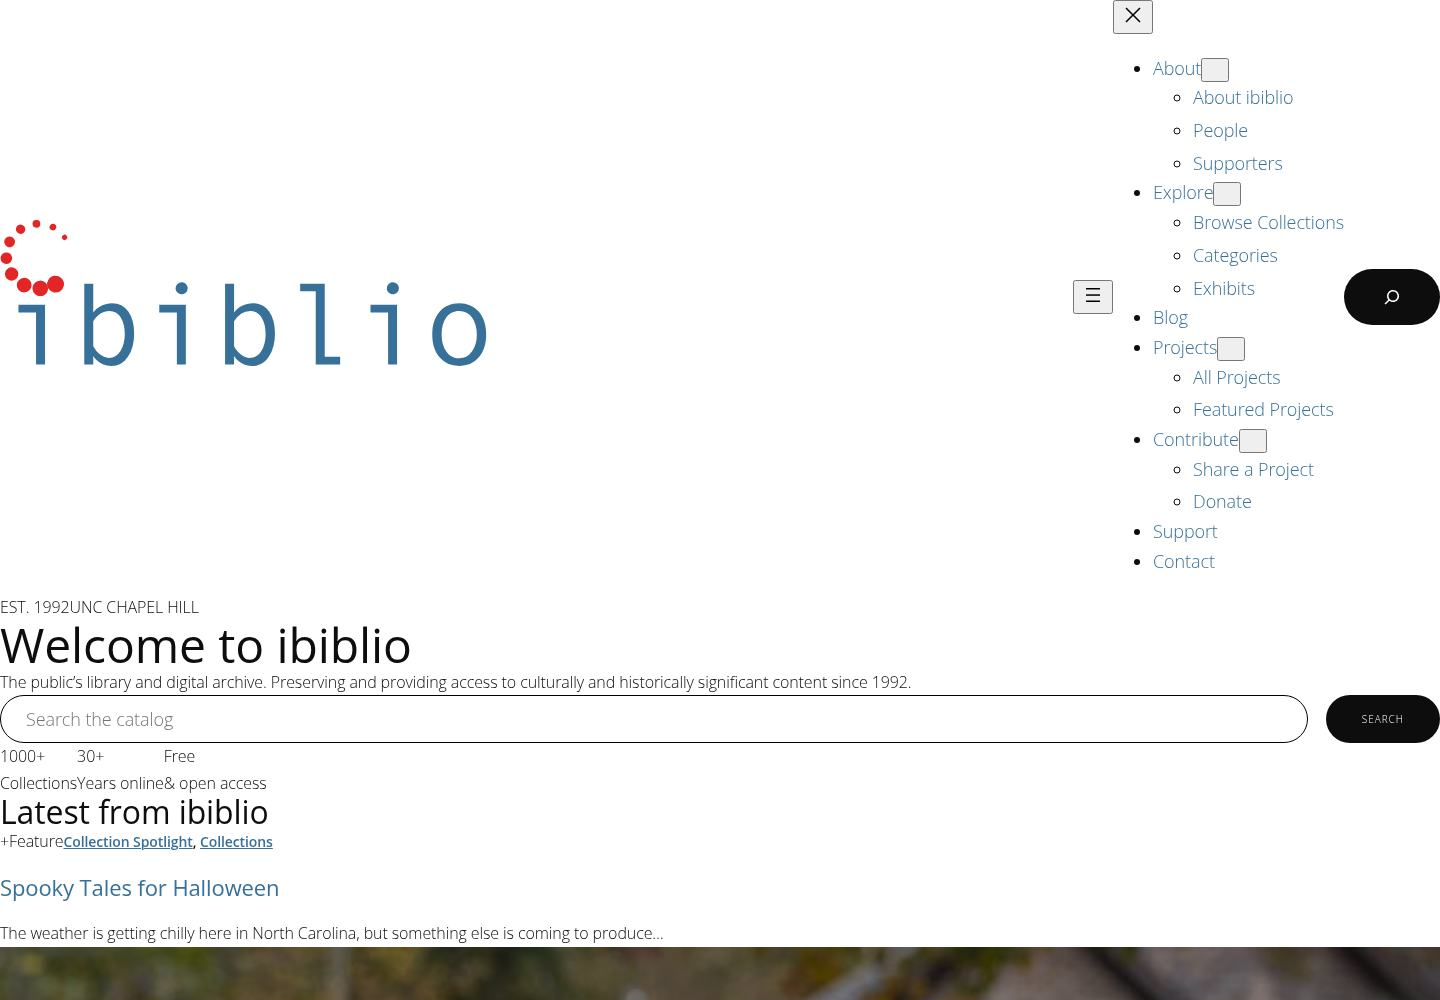 About
About ibiblio
People
Supporters
Explore
Browse Collections
Categories
Exhibits
Blog
Projects
All Projects
Featured Projects
Contribute
Share a Project
Donate
Support
Contact
ibiblio
EST. 1992UNC CHAPEL HILL
Welcome to ibiblio
The public’s library and digital archive. Preserving and providing access to culturally and historically significant content since 1992.
Search the catalog
SEARCH
1000+ 30+ Free
CollectionsYears online& open access
Latest from ibiblio
+FeatureCollection Spotlight, Collections
Spooky Tales for Halloween
The weather is getting chilly here in North Carolina, but something else is coming to produce…